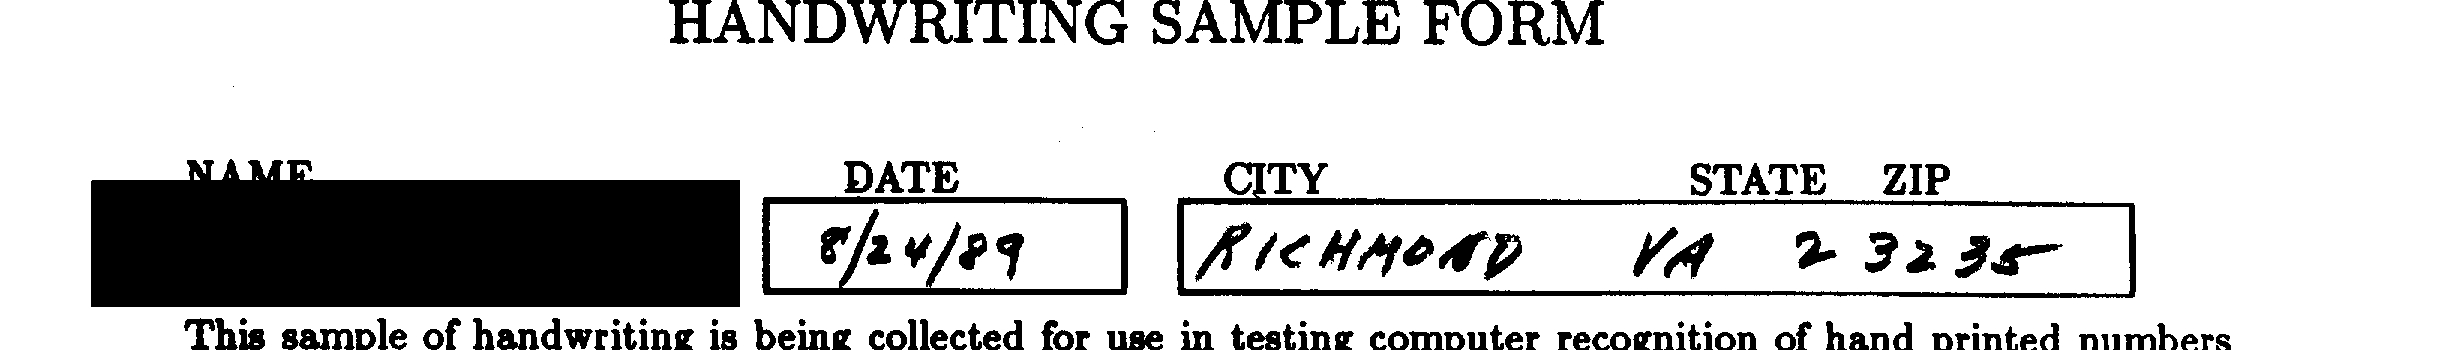 HANDWRITING SAMPLE FORM
NAME DATE CITY STATE ZIP
8/24/89 RICHMOND VA 23235
This sample of handwriting is being collected for use in testing computer recognition of hand printed numbers